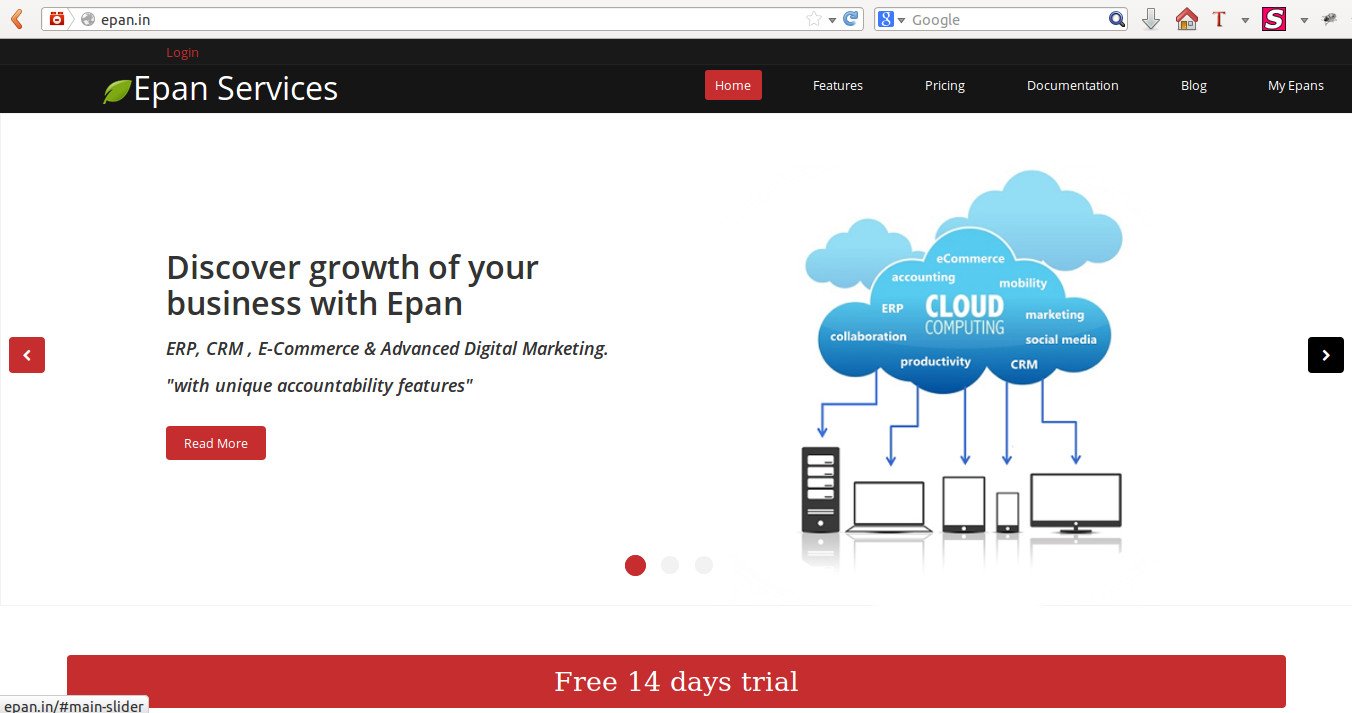 epan.in
Google
T
S
Login
Epan Services
Home
Features
Pricing
Documentation
Blog
My Epans
Discover growth of your
business with Epan
ERP, CRM , E-Commerce & Advanced Digital Marketing.
"with unique accountability features"
Read More
eCommerce
accounting
mobility
ERP
CLOUD
COMPUTING
marketing
collaboration
social media
productivity
CRM
Free 14 days trial
epan.in/#main-slider